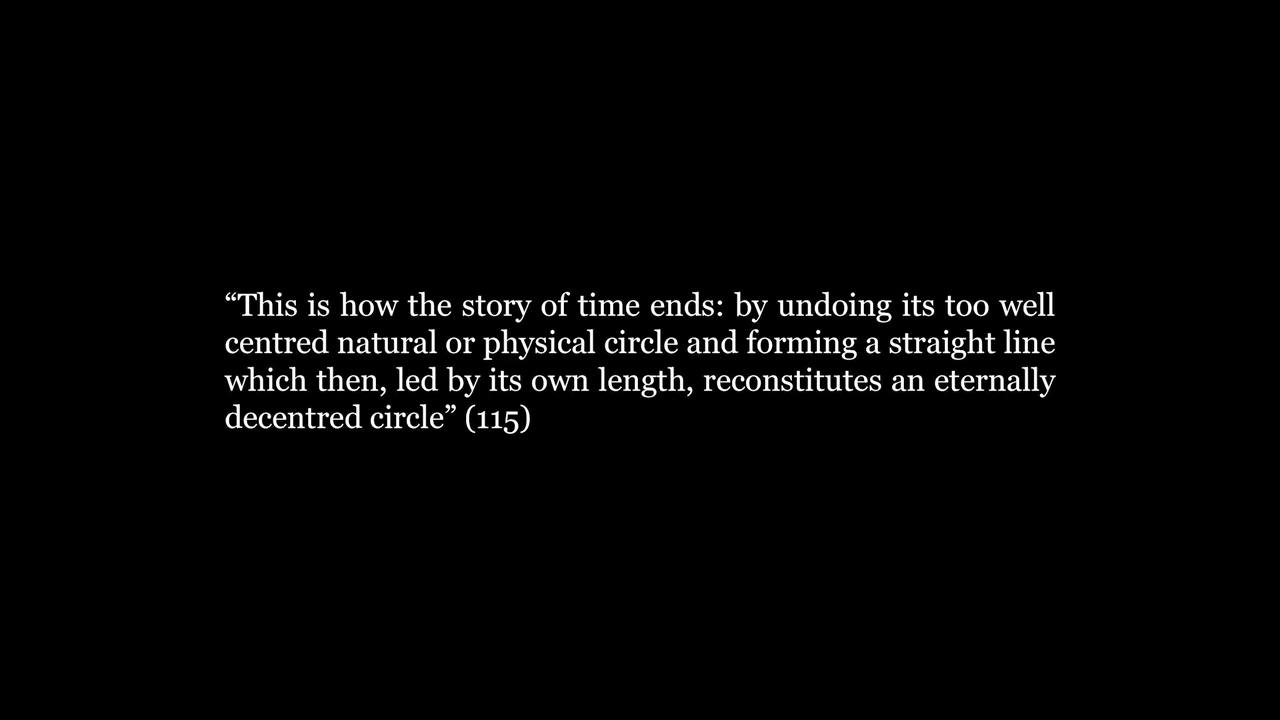 “This is how the story of time ends: by undoing its too well
centred natural or physical circle and forming a straight line
which then, led by its own length, reconstitutes an eternally
decentred circle” (115)